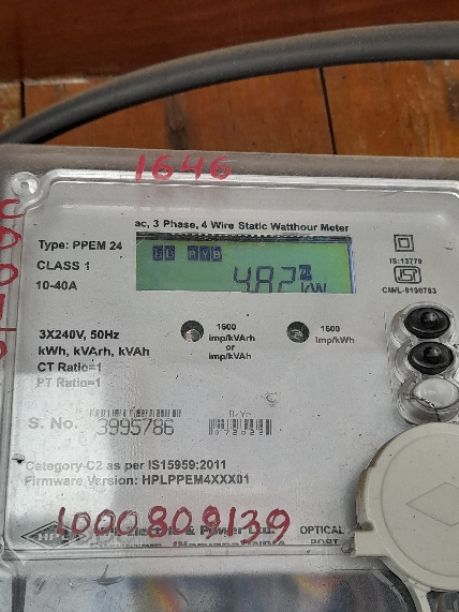 1646
ac, 3 Phase, 4 Wire Static Watthour Meter
Type: PPEM 24
CLASS 1
10-40A
RYB
4.82 kW
IS:13779
CM/L-9196783
3X240V, 50Hz
kWh, kVArh, kVAh
CT Ratio=1
PT Ratio=1
1600
imp/kVArh
or
imp/kVAh
1600
imp/kWh
S. No. 3995786
Category-C2 as per IS15959:2011
Firmware Version: HPLPPEM4XXX01
1000809139
HPL
& Power
OPTICAL
PORT